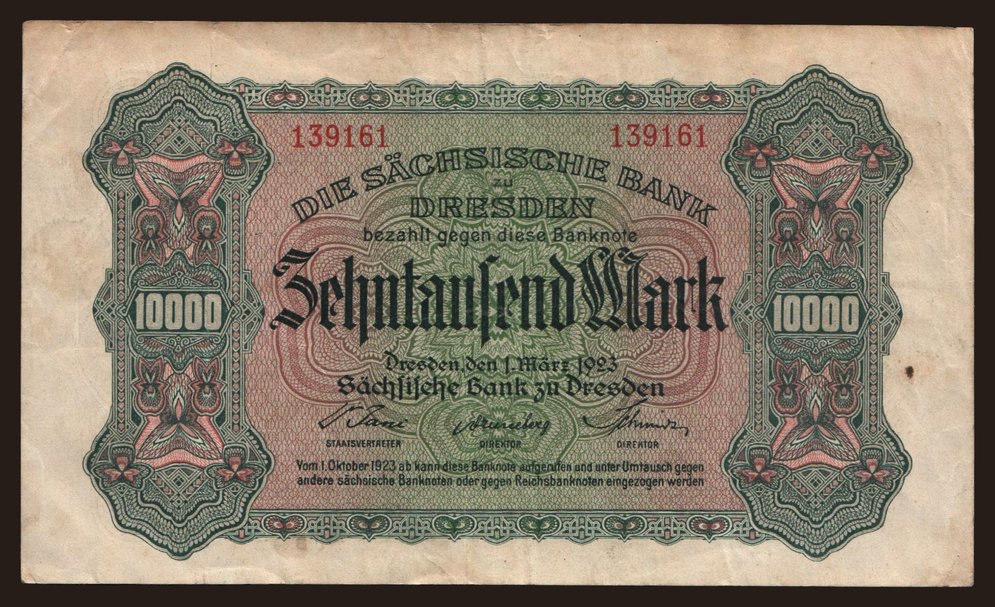 139161 139161
DIE SÄCHSISCHE BANK
zu
DRESDEN
bezahlt gegen diese Banknote
Zehntausend Mark
10000 10000
Dresden, den 1. März 1923
Sächsische Bank zu Dresden
STAATSVERTRETER DIREKTOR DIREKTOR
Vom 1. Oktober 1923 ab kann diese Banknote aufgerufen und unter Umtausch gegen
andere sächsische Banknoten oder gegen Reichsbanknoten eingezogen werden